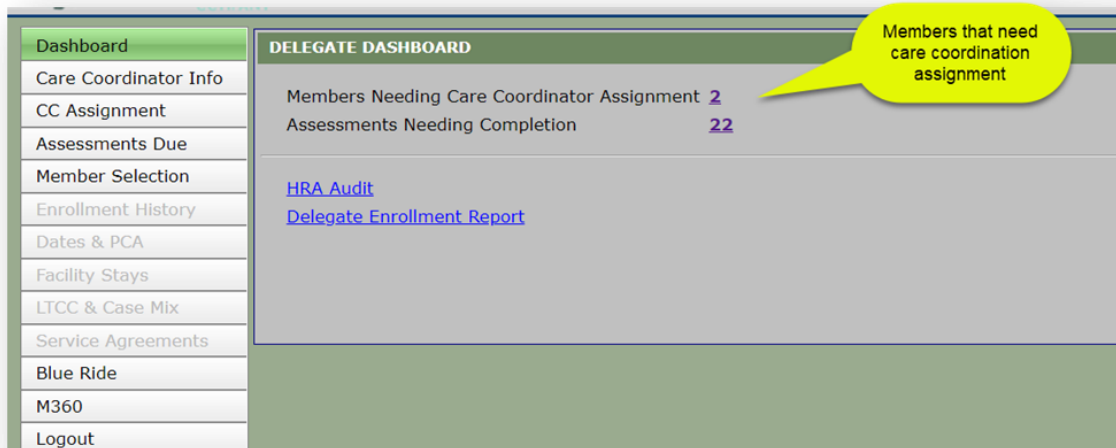 Dashboard
Care Coordinator Info
CC Assignment
Assessments Due
Member Selection
Enrollment History
Dates & PCA
Facility Stays
LTCC & Case Mix
Service Agreements
Blue Ride
M360
Logout
DELEGATE DASHBOARD
Members Needing Care Coordinator Assignment 2
Assessments Needing Completion 22
HRA Audit
Delegate Enrollment Report
Members that need
care coordination
assignment